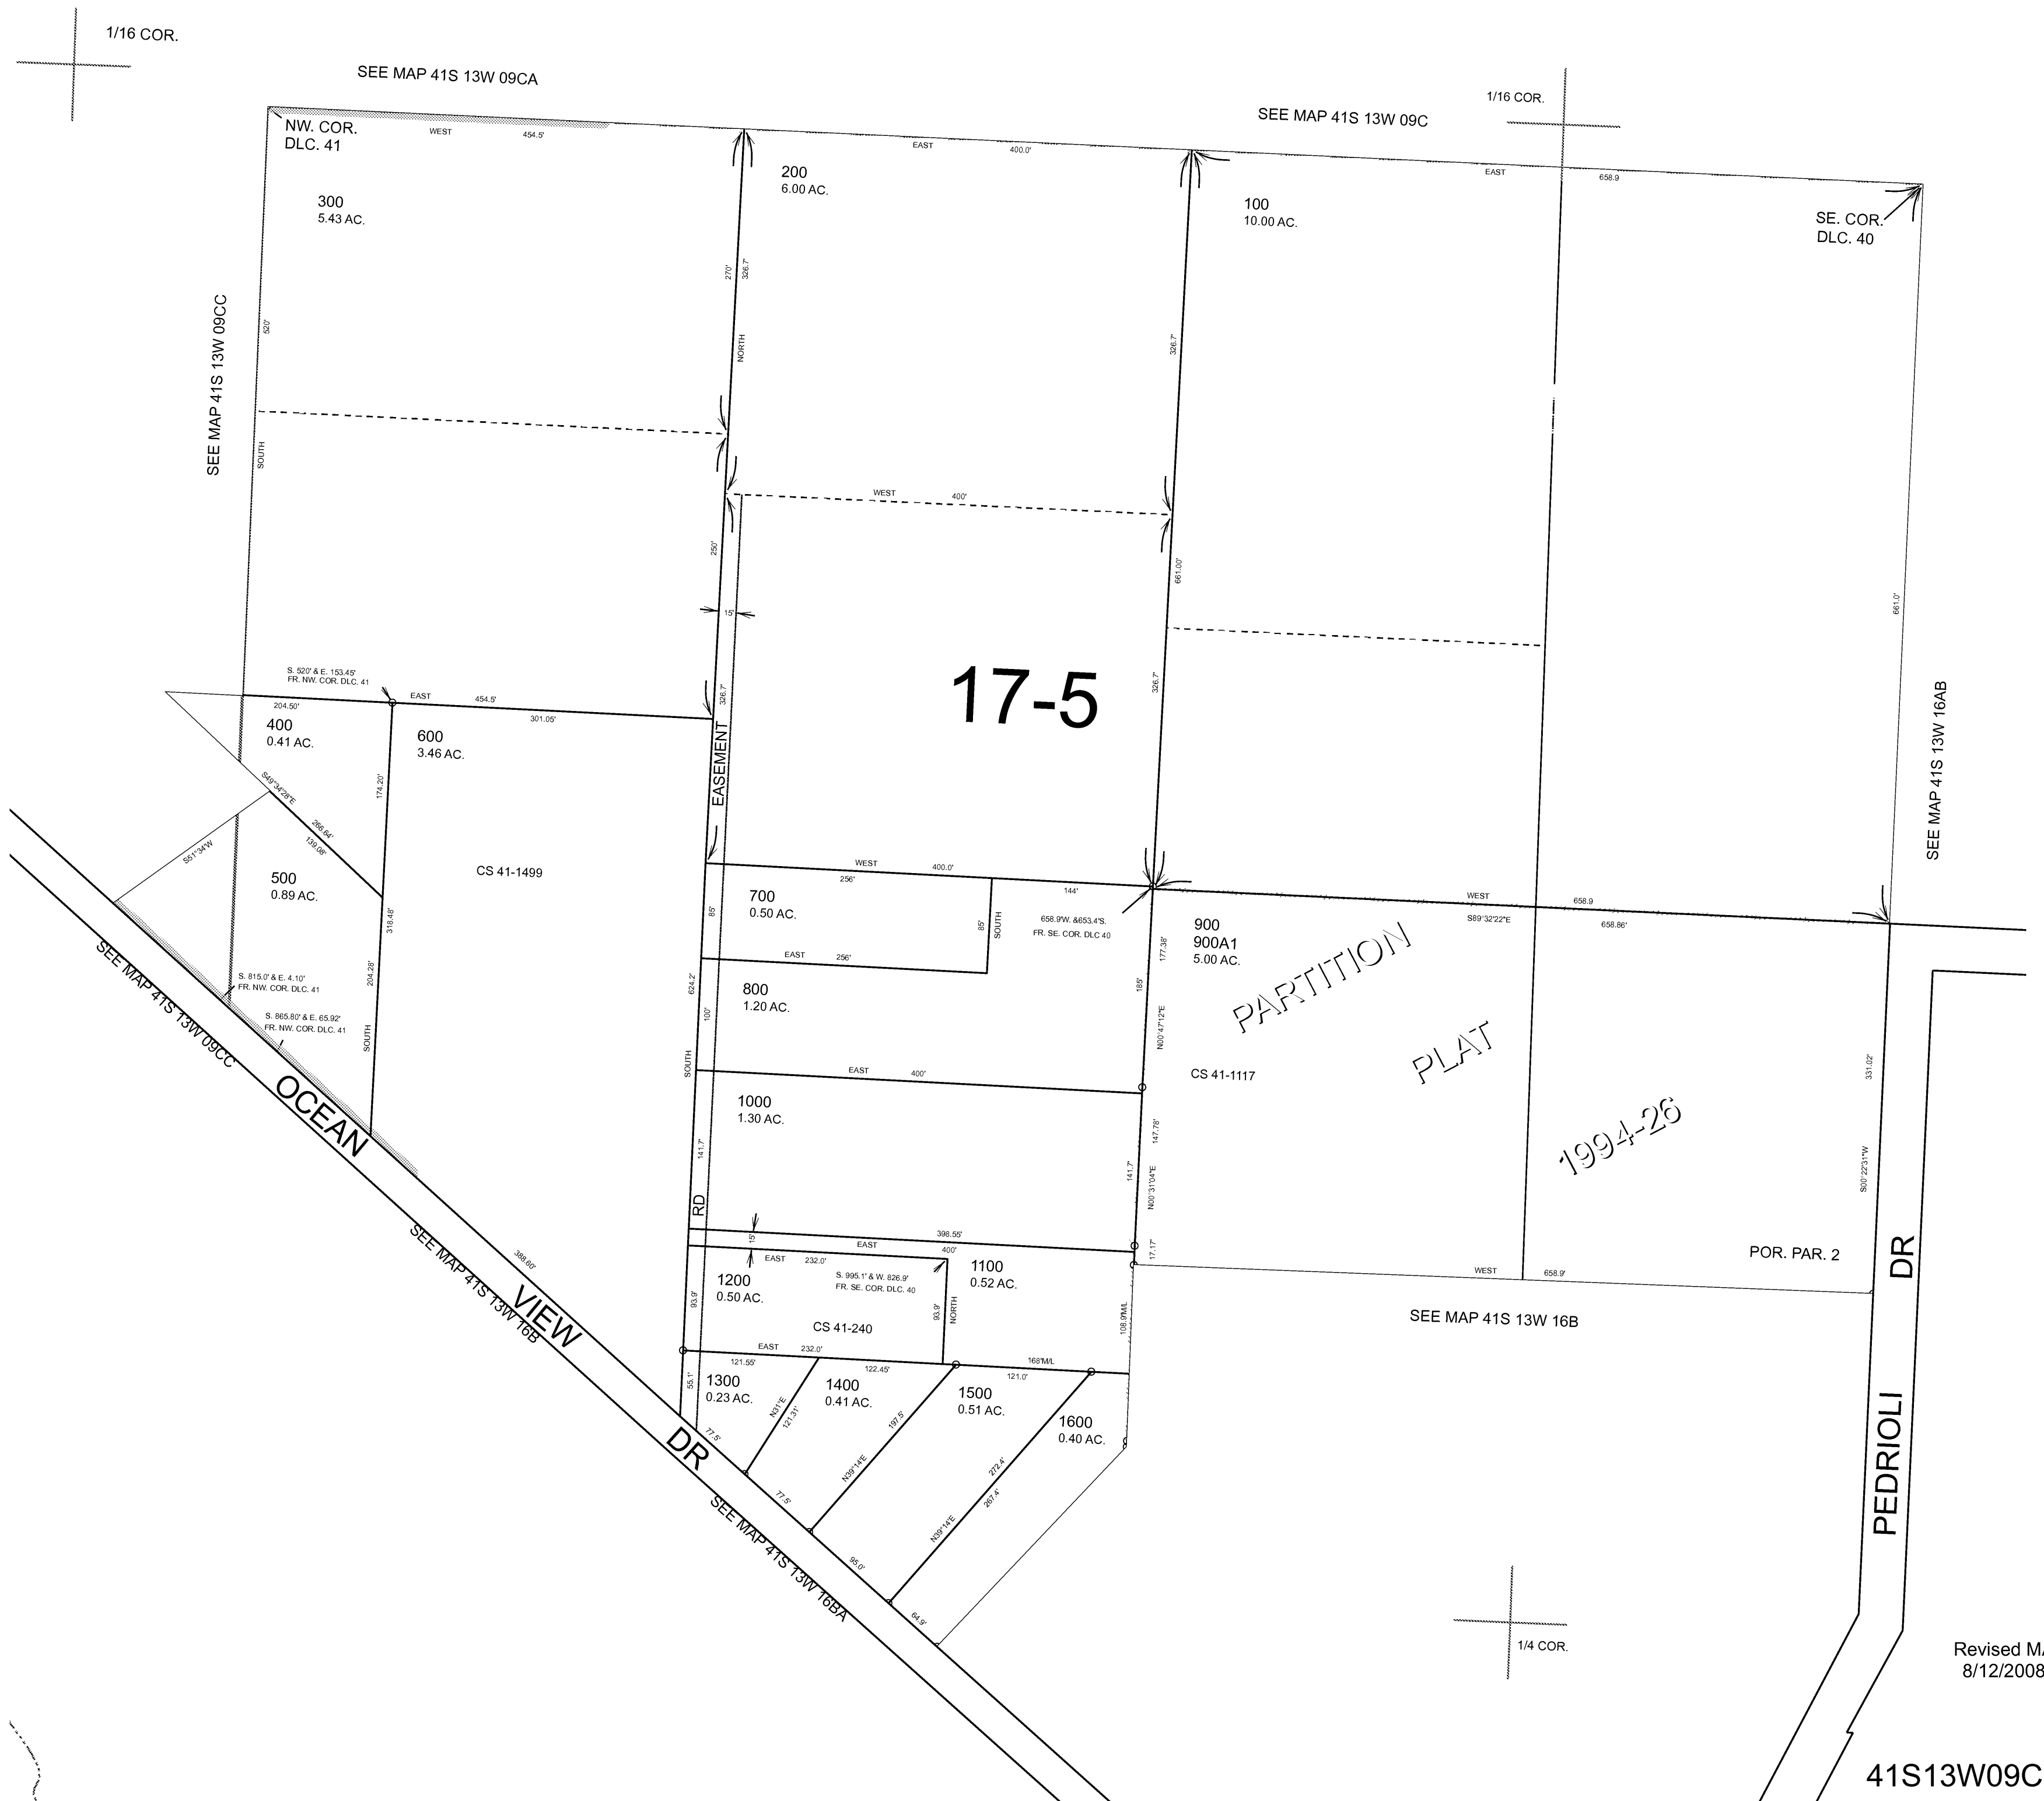 1/16 COR.
SEE MAP 41S 13W 09CA
1/16 COR.
SEE MAP 41S 13W 09C
NW. COR.
DLC. 41
WEST 454.5'
EAST 400.0'
EAST 658.9
SE. COR.
DLC. 40
300
5.43 AC.
200
6.00 AC.
100
10.00 AC.
SEE MAP 41S 13W 09CC
520'
SOUTH
270'
326.7'
NORTH
326.7'
WEST 400'
250'
15'
661.00'
661.0'
326.7'
326.7'
17-5
EASEMENT
SEE MAP 41S 13W 16AB
S. 520' & E. 153.45'
FR. NW. COR. DLC. 41
EAST 454.5'
204.50'
301.05'
400
0.41 AC.
600
3.46 AC.
174.20'
S49°34'28"E
266.64'
139.08'
S51°34'W
500
0.89 AC.
CS 41-1499
318.48'
204.28'
SOUTH
S. 815.0' & E. 4.10'
FR. NW. COR. DLC. 41
S. 865.80' & E. 65.92'
FR. NW. COR. DLC. 41
SEE MAP 41S 13W 09CC
WEST 400.0'
256'
144'
700
0.50 AC.
85'
85'
SOUTH
658.9'W. &653.4'S.
FR. SE. COR. DLC 40
EAST 256'
WEST 658.9
S89°32'22"E 658.86'
900
900A1
5.00 AC.
177.38'
185'
N00°47'12"E
PARTITION
PLAT
1994-26
CS 41-1117
331.02'
S00°22'31"W
800
1.20 AC.
624.2'
100'
SOUTH
EAST 400'
1000
1.30 AC.
141.7'
147.78'
141.7'
N00°31'04"E
17.17'
RD
398.55'
15'
EAST 400'
EAST 232.0'
1100
0.52 AC.
1200
0.50 AC.
S. 995.1' & W. 826.9'
FR. SE. COR. DLC. 40
93.9'
93.9'
NORTH
108.9'M/L
CS 41-240
EAST 232.0'
121.55'
122.45'
168'M/L
121.0'
WEST 658.9'
POR. PAR. 2
SEE MAP 41S 13W 16B
OCEAN VIEW DR
388.60'
SEE MAP 41S 13W 16B
55.1'
1300
0.23 AC.
1400
0.41 AC.
1500
0.51 AC.
1600
0.40 AC.
N31°E
121.31'
197.5'
N39°14'E
272.4'
267.4'
N39°14'E
77.5'
77.5'
95.0'
64.9'
SEE MAP 41S 13W 16BA
PEDRIOLI DR
1/4 COR.
Revised MA
8/12/2008
41S13W09C